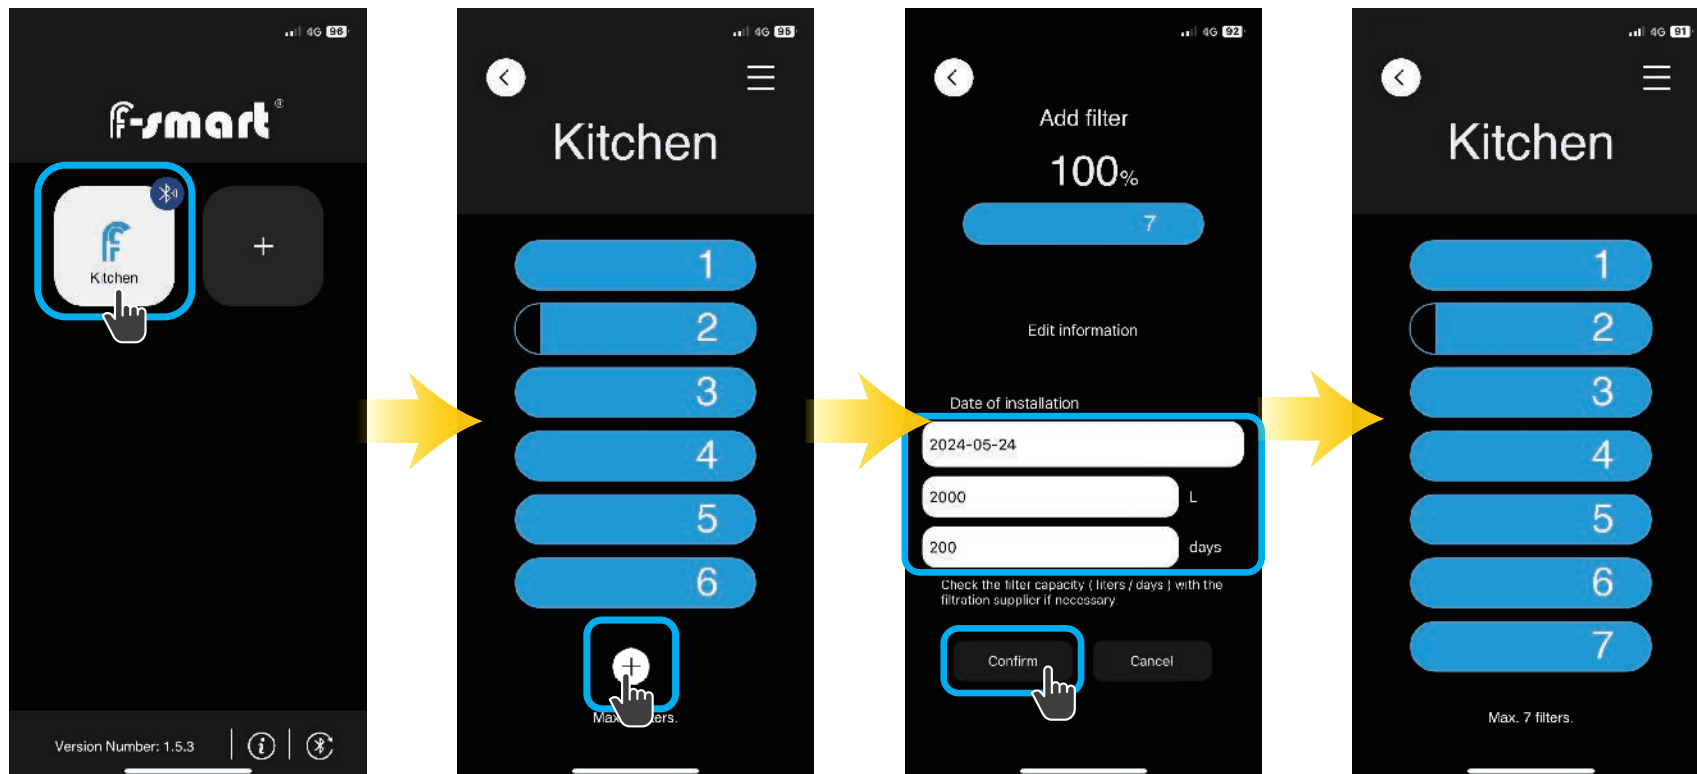 4G 96
f-smart®
Kitchen
+
Version Number: 1.5.3
4G 95
Kitchen
1
2
3
4
5
6
+
Max.
4G 92
Add filter
100%
7
Edit information
Date of installation
2024-05-24
2000 L
200 days
Check the filter capacity ( liters / days ) with the
filtration supplier if necessary.
Confirm Cancel
4G 91
Kitchen
1
2
3
4
5
6
7
Max. 7 filters.